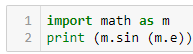 1 import math as m
2 print (m.sin (m.e))